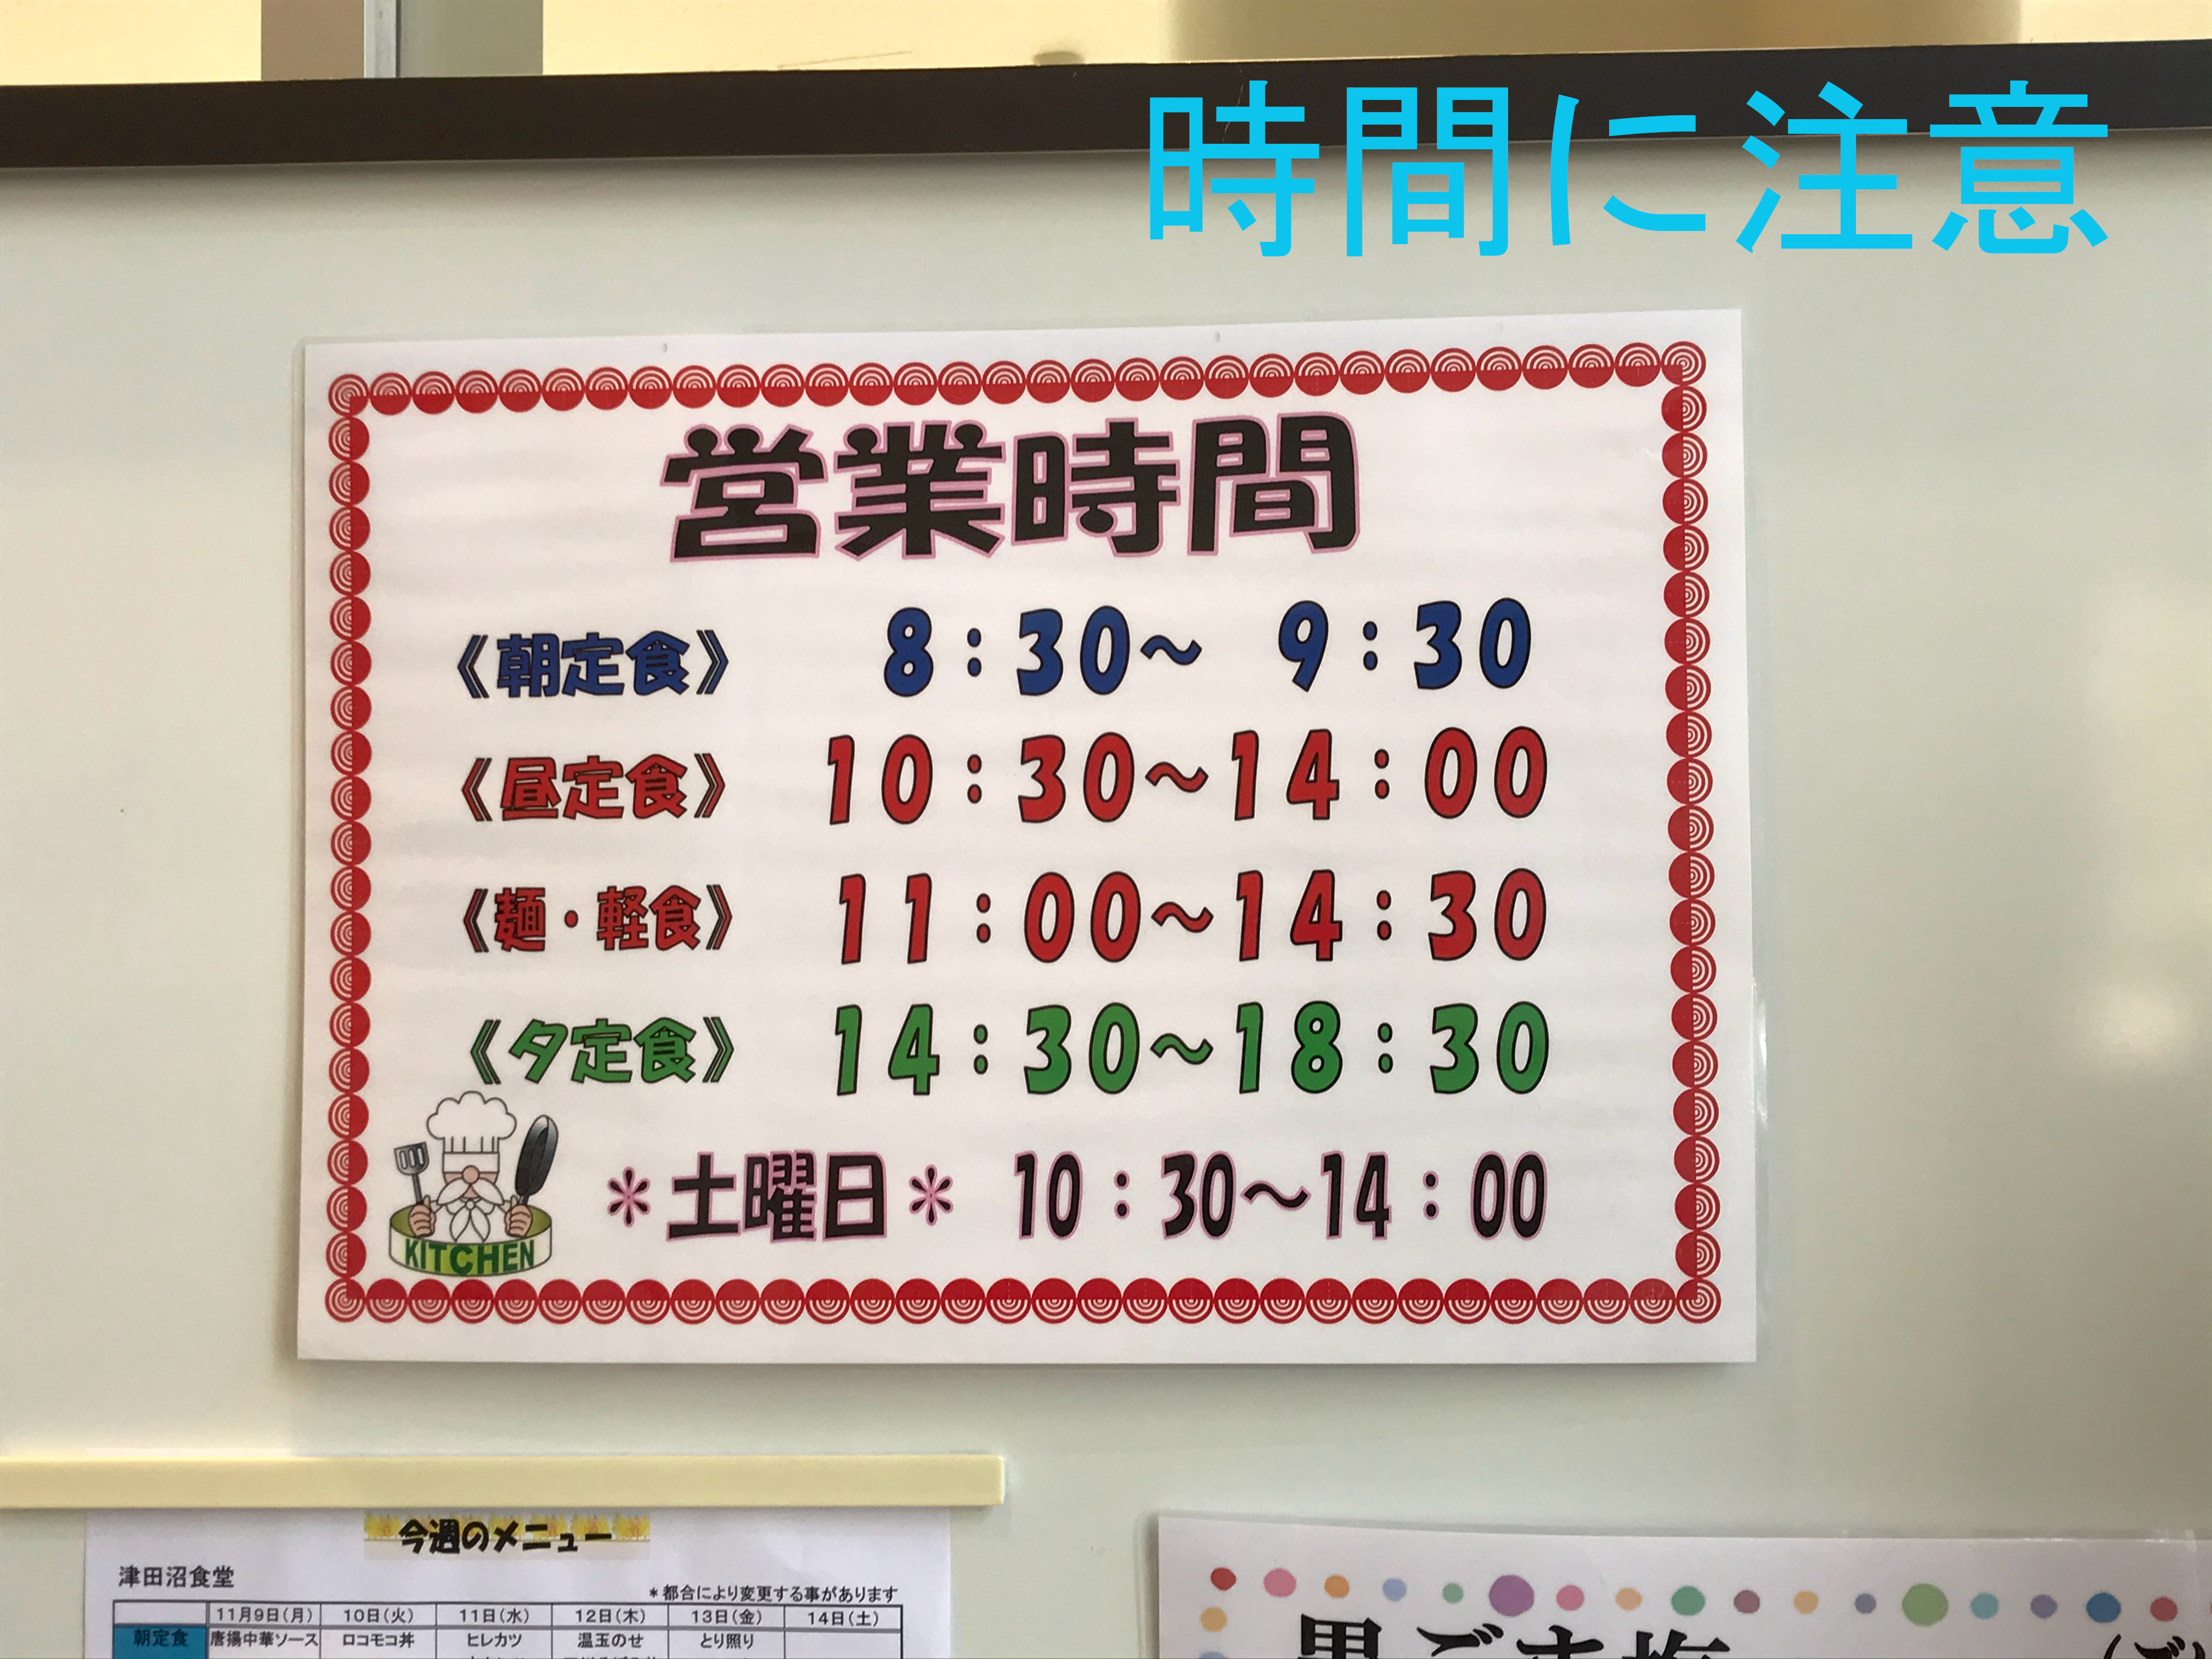 時間に注意
営業時間
《朝定食》 8:30～ 9:30
《昼定食》 10:30～14:00
《麺・軽食》 11:00～14:30
《夕定食》 14:30～18:30
＊土曜日＊ 10:30～14:00
KITCHEN
今週のメニュー
津田沼食堂
＊都合により変更する事があります
11月9日(月) 10日(火) 11日(水) 12日(木) 13日(金) 14日(土)
朝定食 唐揚中華ソース ロコモコ丼 ヒレカツ 温玉のせ とり照り